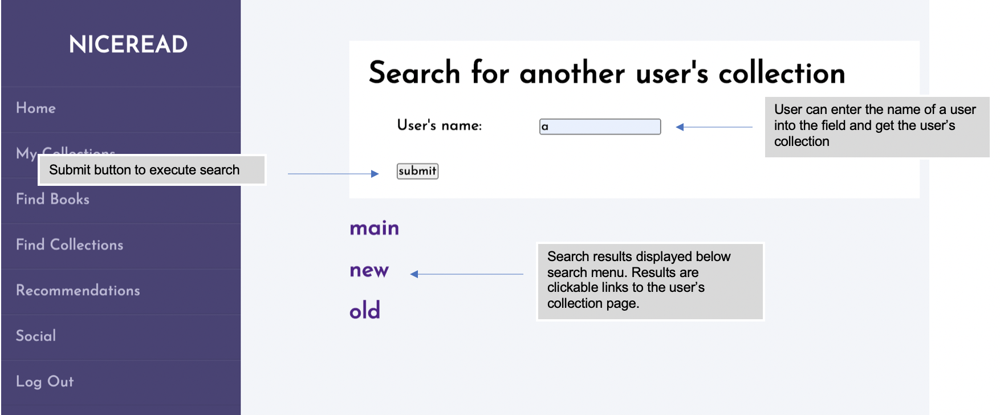 NICEREAD
Home
My Collections
Find Books
Find Collections
Recommendations
Social
Log Out
Search for another user's collection
User's name:
a
User can enter the name of a user
into the field and get the user’s
collection
Submit button to execute search
submit
main
new
old
Search results displayed below
search menu. Results are
clickable links to the user’s
collection page.